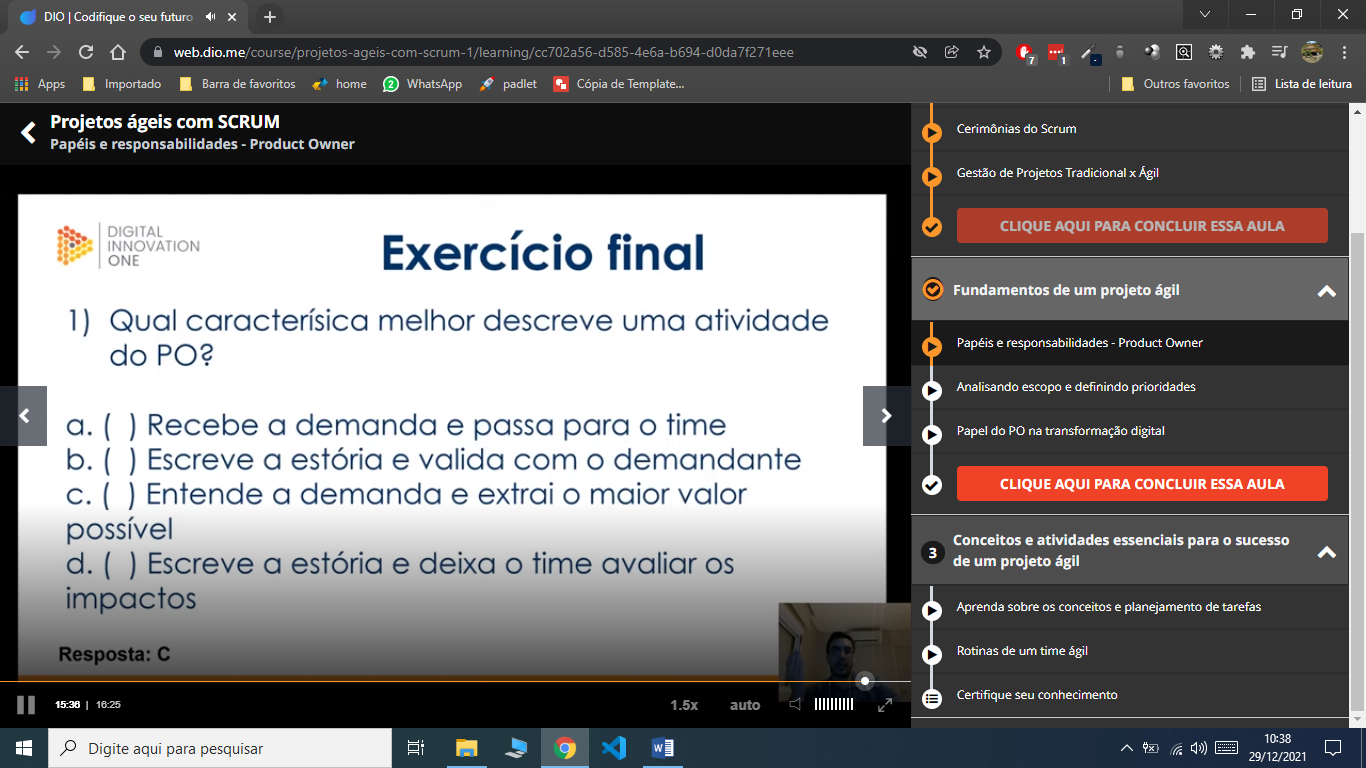 DIO | Codifique o seu futuro
web.dio.me/course/projetos-ageis-com-scrum-1/learning/cc702a56-d585-4e6a-b694-d0da7f271eee
7
1
Apps
Importado
Barra de favoritos
home
2
WhatsApp
padlet
Cópia de Template...
Outros favoritos
Lista de leitura
Projetos ágeis com SCRUM
Papéis e responsabilidades - Product Owner
DIGITAL
INNOVATION
ONE
Exercício final
1) Qual caracterísica melhor descreve uma atividade
do PO?
a. ( ) Recebe a demanda e passa para o time
b. ( ) Escreve a estória e valida com o demandante
c. ( ) Entende a demanda e extrai o maior valor
possível
d. ( ) Escreve a estória e deixa o time avaliar os
impactos
Resposta: C
15:36 | 16:25
1.5x
auto
Cerimônias do Scrum
Gestão de Projetos Tradicional x Ágil
CLIQUE AQUI PARA CONCLUIR ESSA AULA
Fundamentos de um projeto ágil
Papéis e responsabilidades - Product Owner
Analisando escopo e definindo prioridades
Papel do PO na transformação digital
CLIQUE AQUI PARA CONCLUIR ESSA AULA
3
Conceitos e atividades essenciais para o sucesso
de um projeto ágil
Aprenda sobre os conceitos e planejamento de tarefas
Rotinas de um time ágil
Certifique seu conhecimento
Digite aqui para pesquisar
10:38
29/12/2021